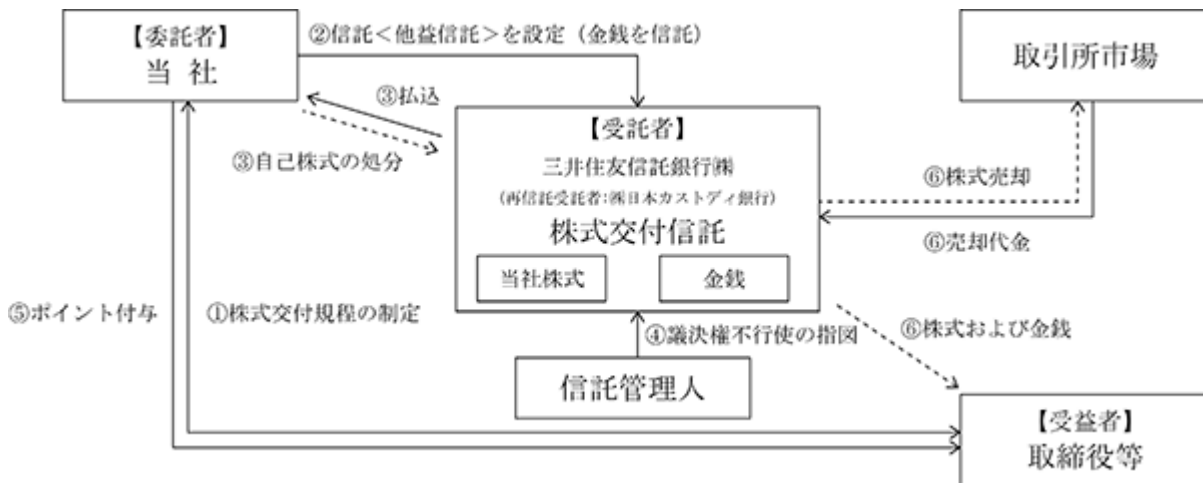 【委託者】
当 社
②信託＜他益信託＞を設定（金銭を信託）
取引所市場
③払込
③自己株式の処分
【受託者】
三井住友信託銀行㈱
(再信託受託者：㈱日本カストディ銀行)
株式交付信託
当社株式
金銭
⑥株式売却
⑥売却代金
⑤ポイント付与
①株式交付規程の制定
④議決権不行使の指図
⑥株式および金銭
信託管理人
【受益者】
取締役等